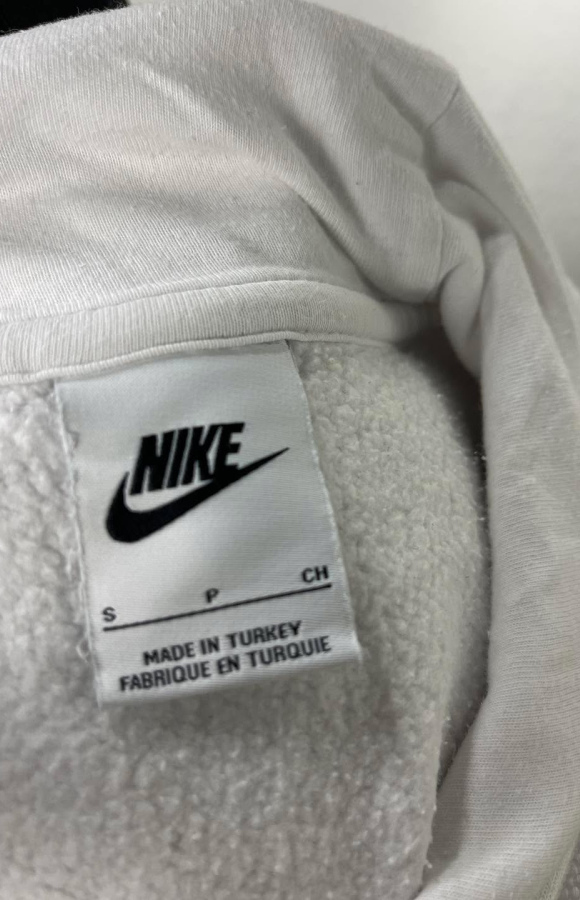 NIKE
S P CH
MADE IN TURKEY
FABRIQUE EN TURQUIE